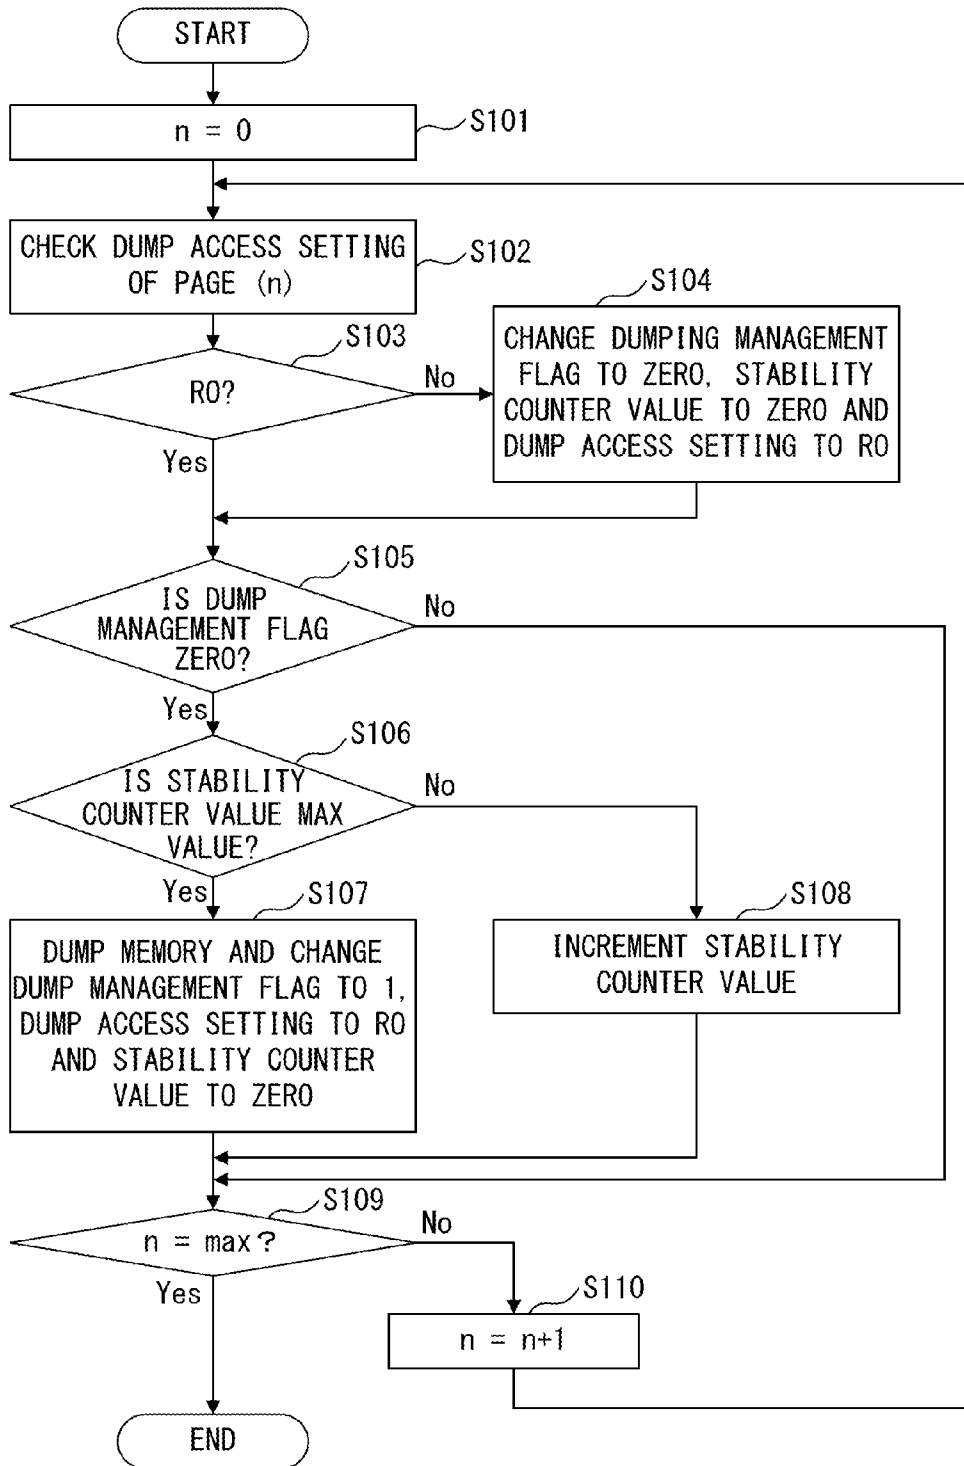 START
n = 0
S101
CHECK DUMP ACCESS SETTING
OF PAGE (n)
S102
RO?
S103
No
Yes
S104
CHANGE DUMPING MANAGEMENT
FLAG TO ZERO, STABILITY
COUNTER VALUE TO ZERO AND
DUMP ACCESS SETTING TO RO
S105
IS DUMP
MANAGEMENT FLAG
ZERO?
No
Yes
S106
IS STABILITY
COUNTER VALUE MAX
VALUE?
No
Yes
S107
DUMP MEMORY AND CHANGE
DUMP MANAGEMENT FLAG TO 1,
DUMP ACCESS SETTING TO RO
AND STABILITY COUNTER
VALUE TO ZERO
S108
INCREMENT STABILITY
COUNTER VALUE
S109
n = max?
No
Yes
S110
n = n+1
END